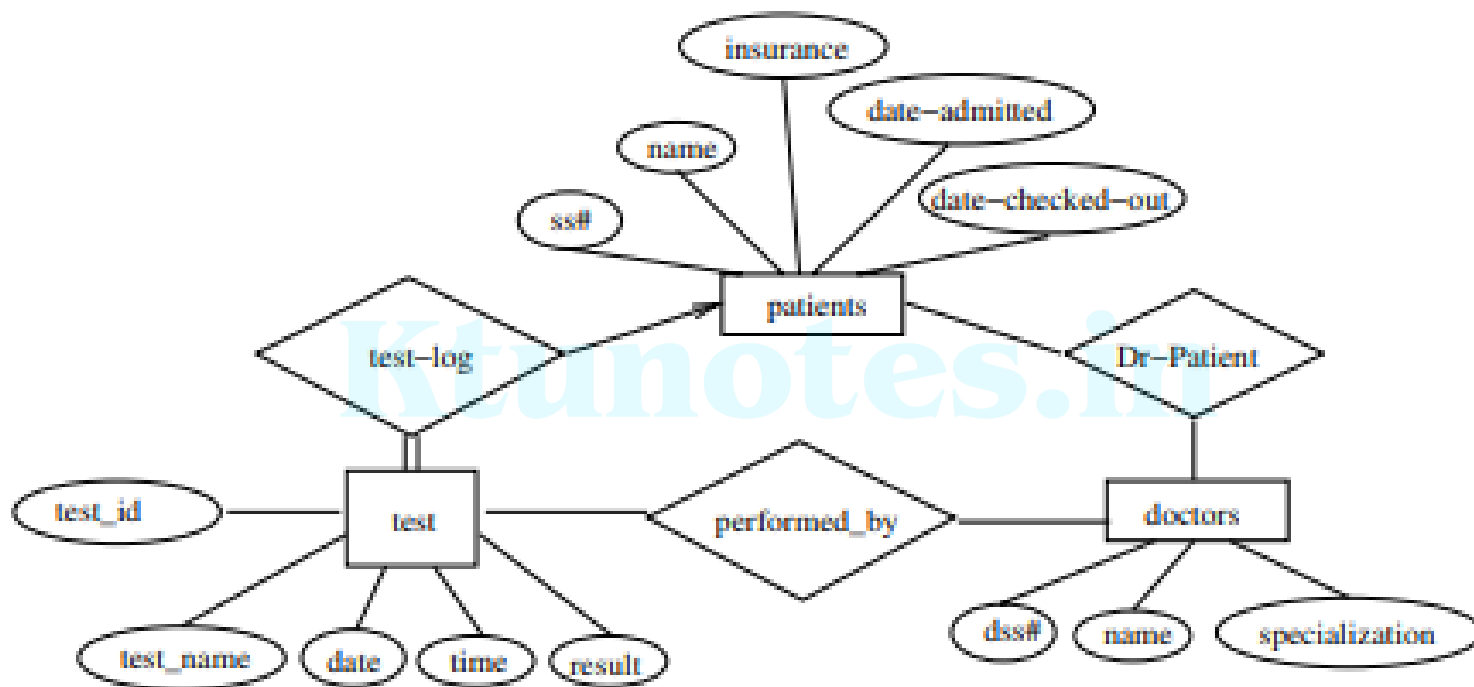 insurance
date-admitted
name
date-checked-out
ss#
patients
test-log
Dr-Patient
Ktunotes.in
test_id
test
performed_by
doctors
dss#
name
specialization
test_name
date
time
result